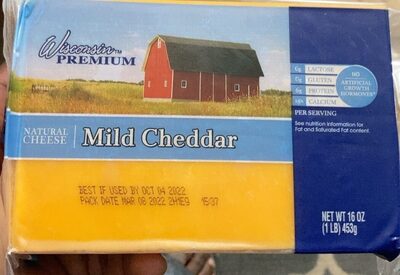 Wisconsin™
PREMIUM
0g LACTOSE
0g GLUTEN
6g PROTEIN
CALCIUM
NO
ARTIFICIAL
GROWTH
HORMONES*
PER SERVING
See nutrition information for
Fat and Saturated Fat content.
NATURAL
CHEESE
Mild Cheddar
BEST IF USED BY OCT 04 2022
PACK DATE MAR 08 2022 15:37
NET WT 16 OZ
(1 LB) 453g